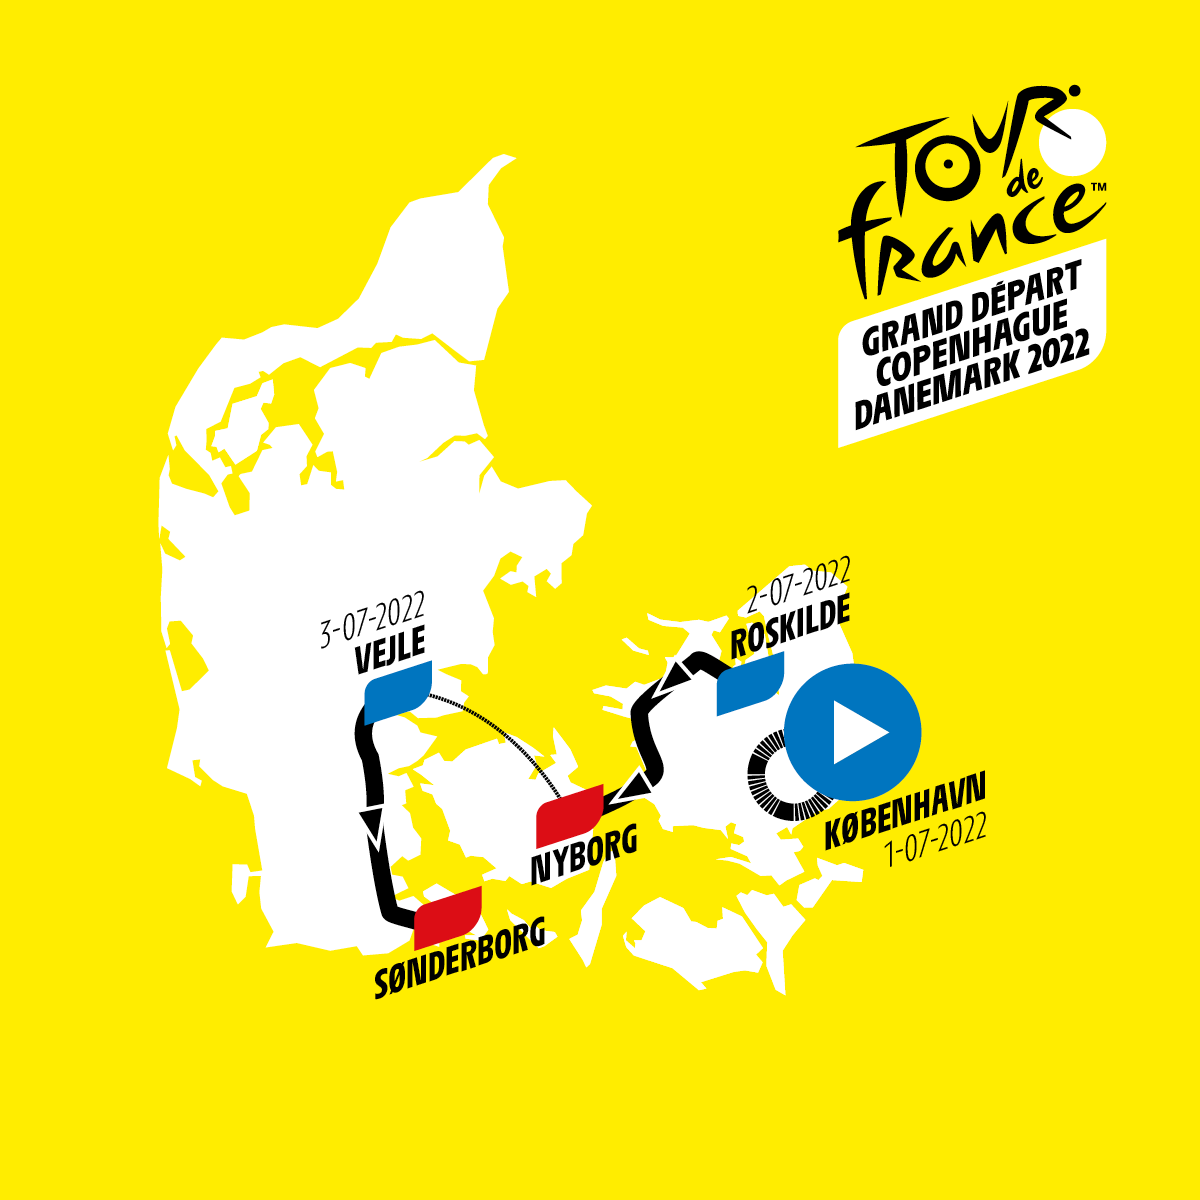 TOUR
de
france™
GRAND DÉPART
COPENHAGUE
DANEMARK 2022
2-07-2022
ROSKILDE
3-07-2022
VEJLE
KØBENHAVN
1-07-2022
NYBORG
SØNDERBORG